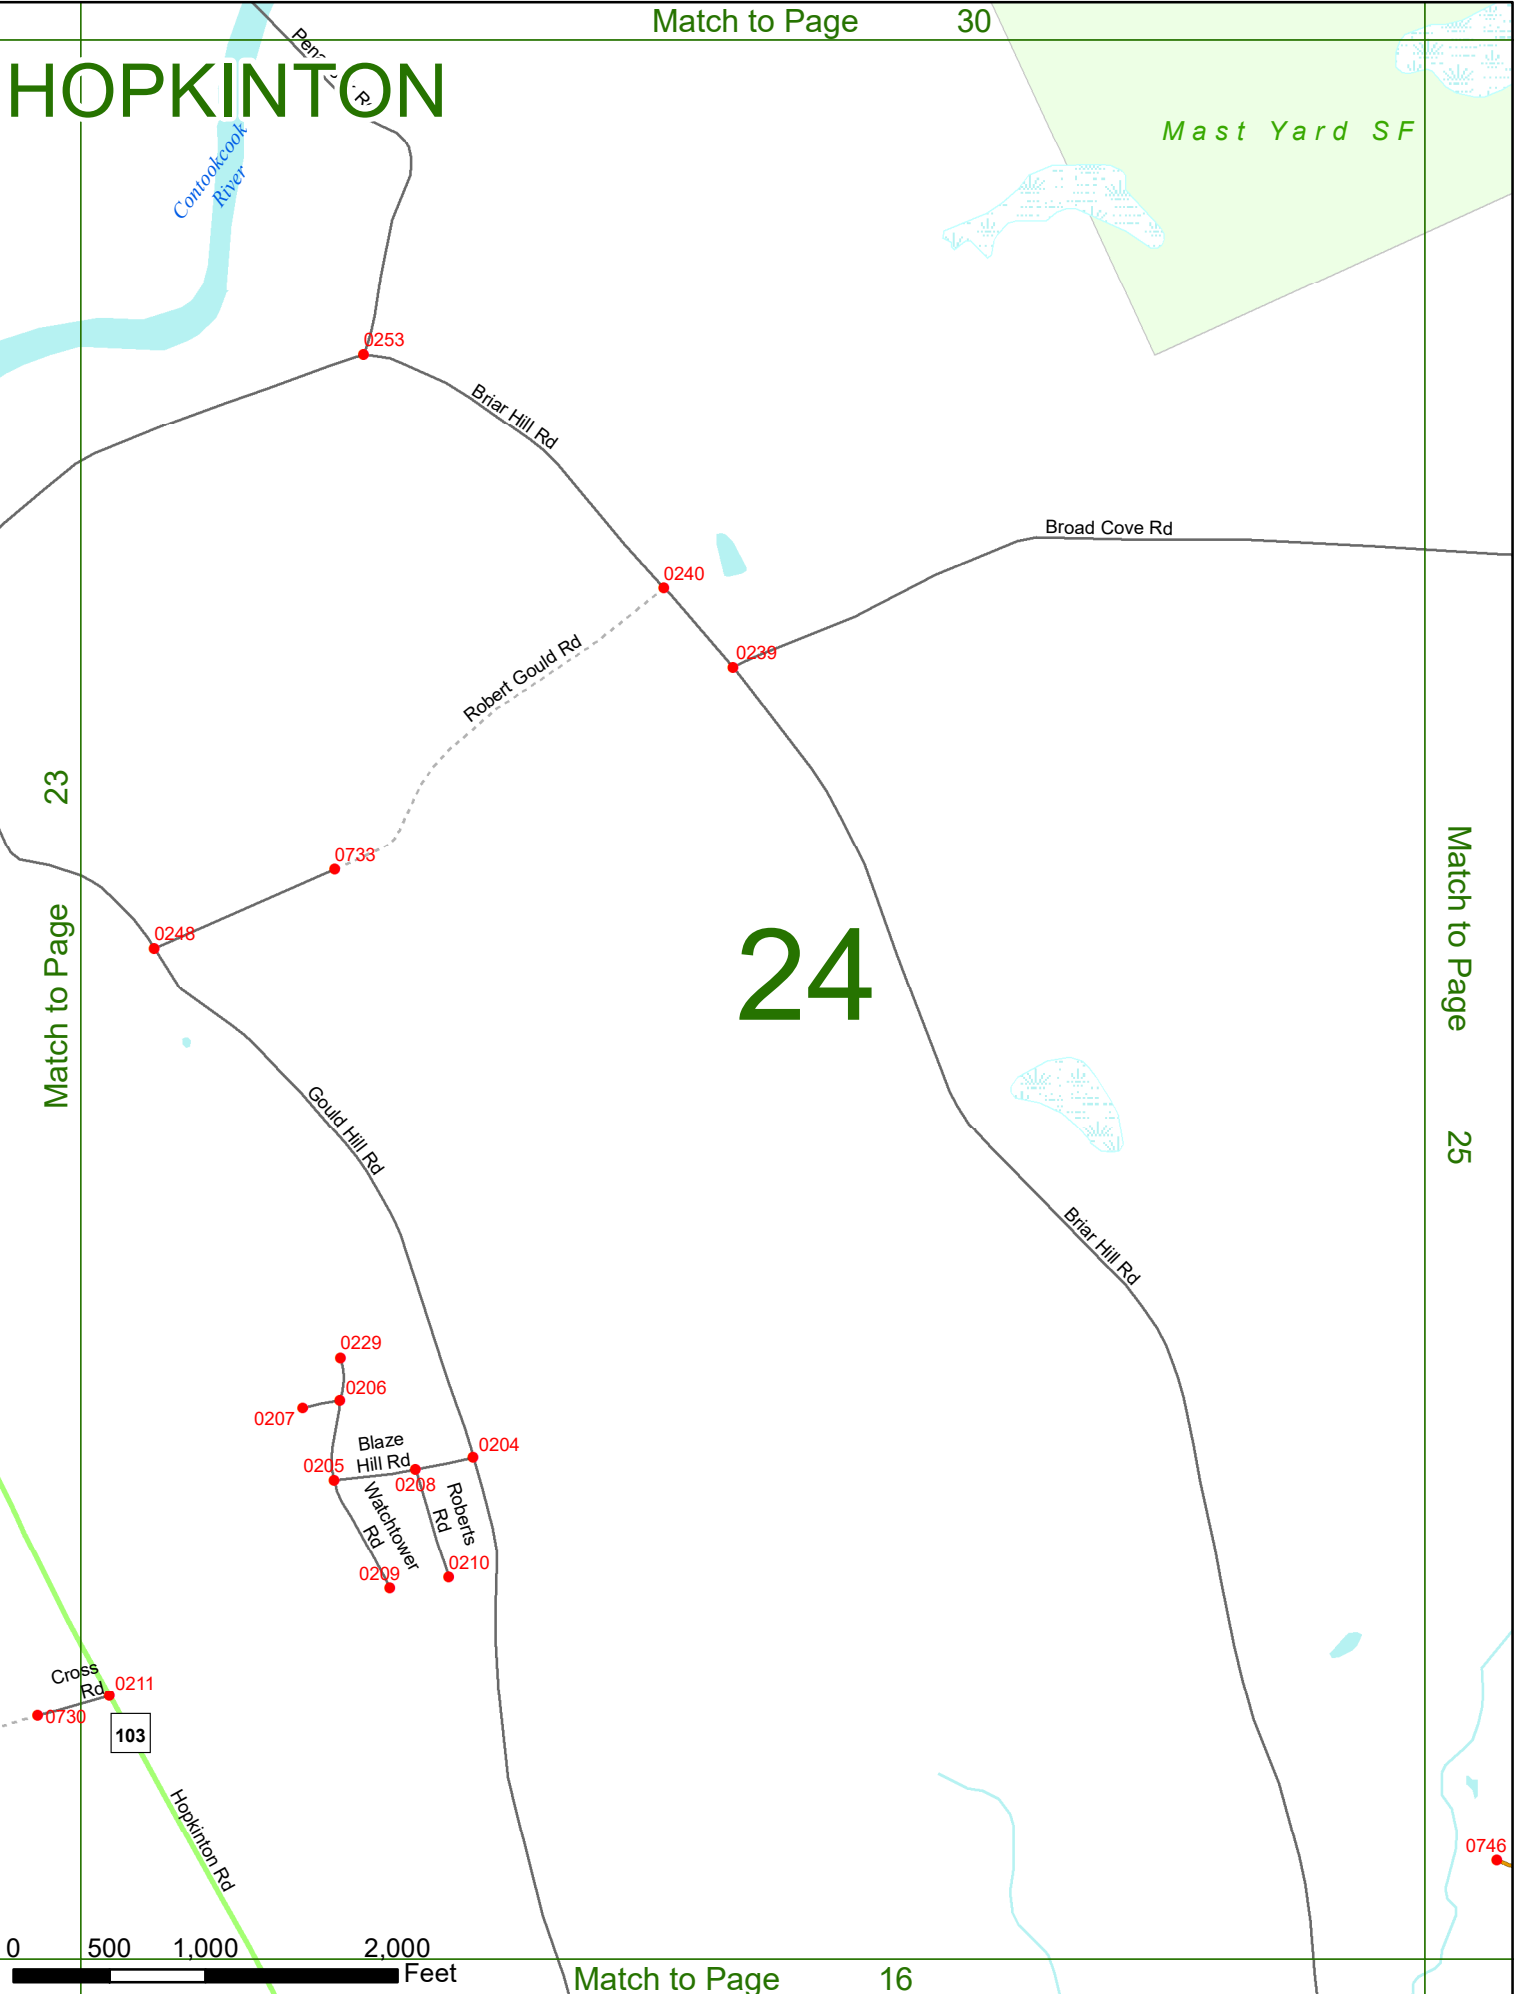 Match to Page 30
HOPKINTON
Mast Yard SF
Contookcook
River
0253
Briar Hill Rd
Broad Cove Rd
0240
0239
Robert Gould Rd
23
Match to Page
0733
0248
24
Match to Page
25
Gould Hill Rd
Briar Hill Rd
0229
0206
0207
Blaze
Hill Rd
0204
0205
0208
Watchtower
Rd
Roberts
Rd
0209
0210
Cross
Rd
0211
0730
103
Hopkinton Rd
0746
0 500 1,000 2,000
Feet
Match to Page 16